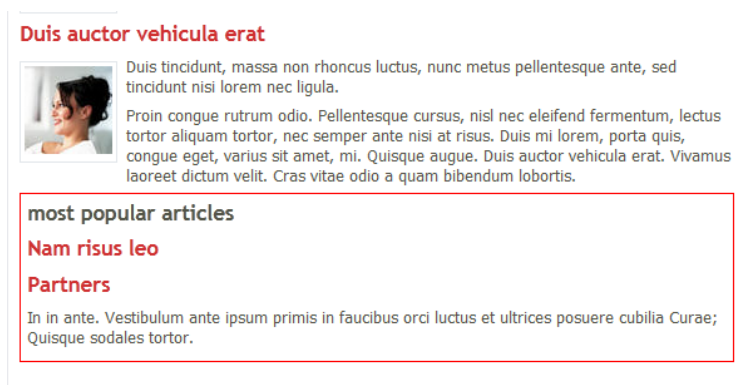 Duis auctor vehicula erat
Duis tincidunt, massa non rhoncus luctus, nunc metus pellentesque ante, sed
tincidunt nisi lorem nec ligula.
Proin congue rutrum odio. Pellentesque cursus, nisl nec eleifend fermentum, lectus
tortor aliquam tortor, nec semper ante nisi at risus. Duis mi lorem, porta quis,
congue eget, varius sit amet, mi. Quisque augue. Duis auctor vehicula erat. Vivamus
laoreet dictum velit. Cras vitae odio a quam bibendum lobortis.
most popular articles
Nam risus leo
Partners
In in ante. Vestibulum ante ipsum primis in faucibus orci luctus et ultrices posuere cubilia Curae;
Quisque sodales tortor.